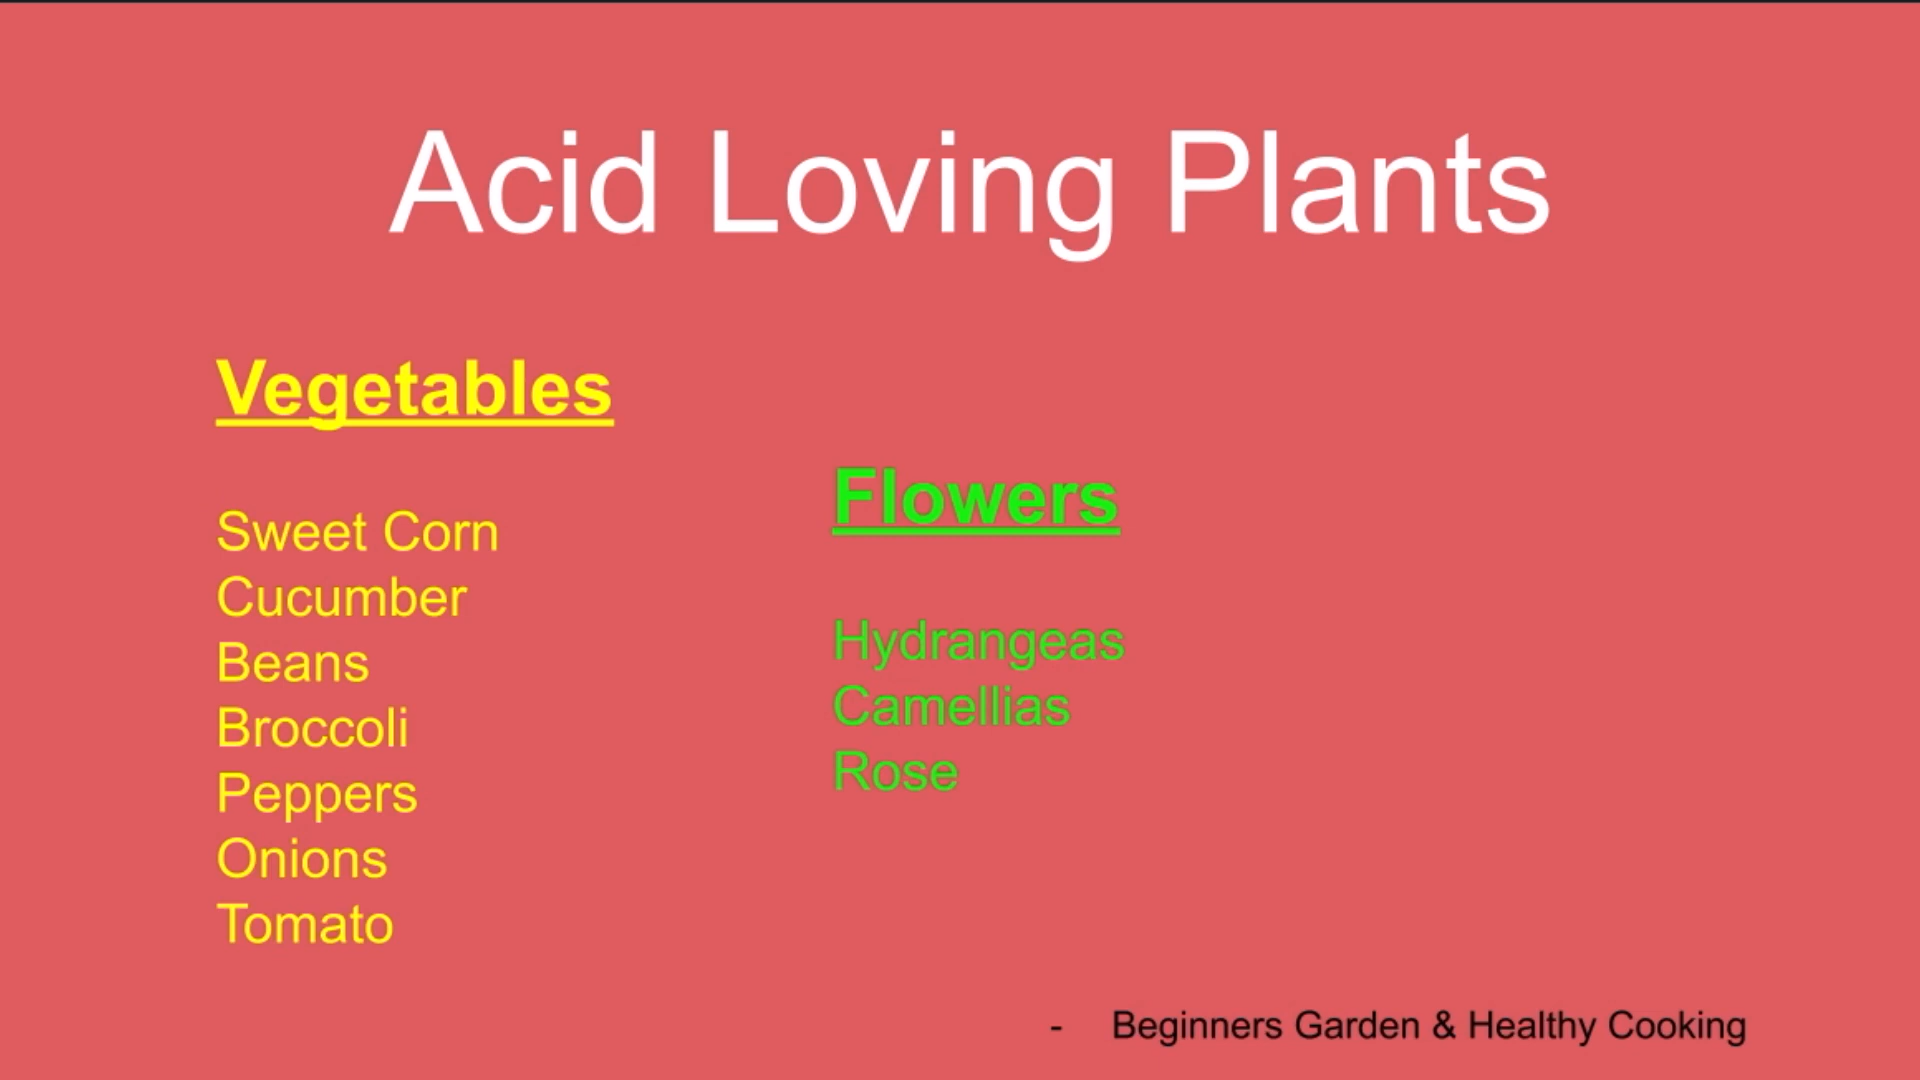 Acid Loving Plants
Vegetables
Sweet Corn
Cucumber
Beans
Broccoli
Peppers
Onions
Tomato
Flowers
Hydrangeas
Camellias
Rose
- Beginners Garden & Healthy Cooking